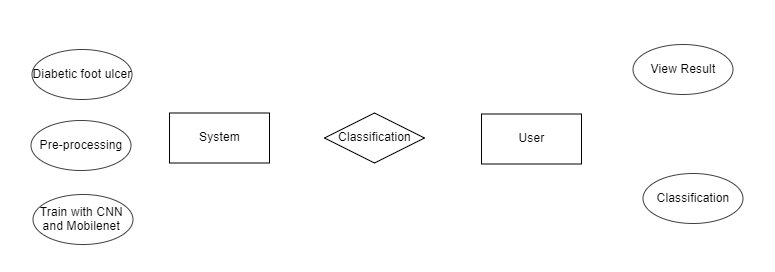 Diabetic foot ulcer
Pre-processing
Train with CNN
and Mobilenet
System
Classification
User
View Result
Classification